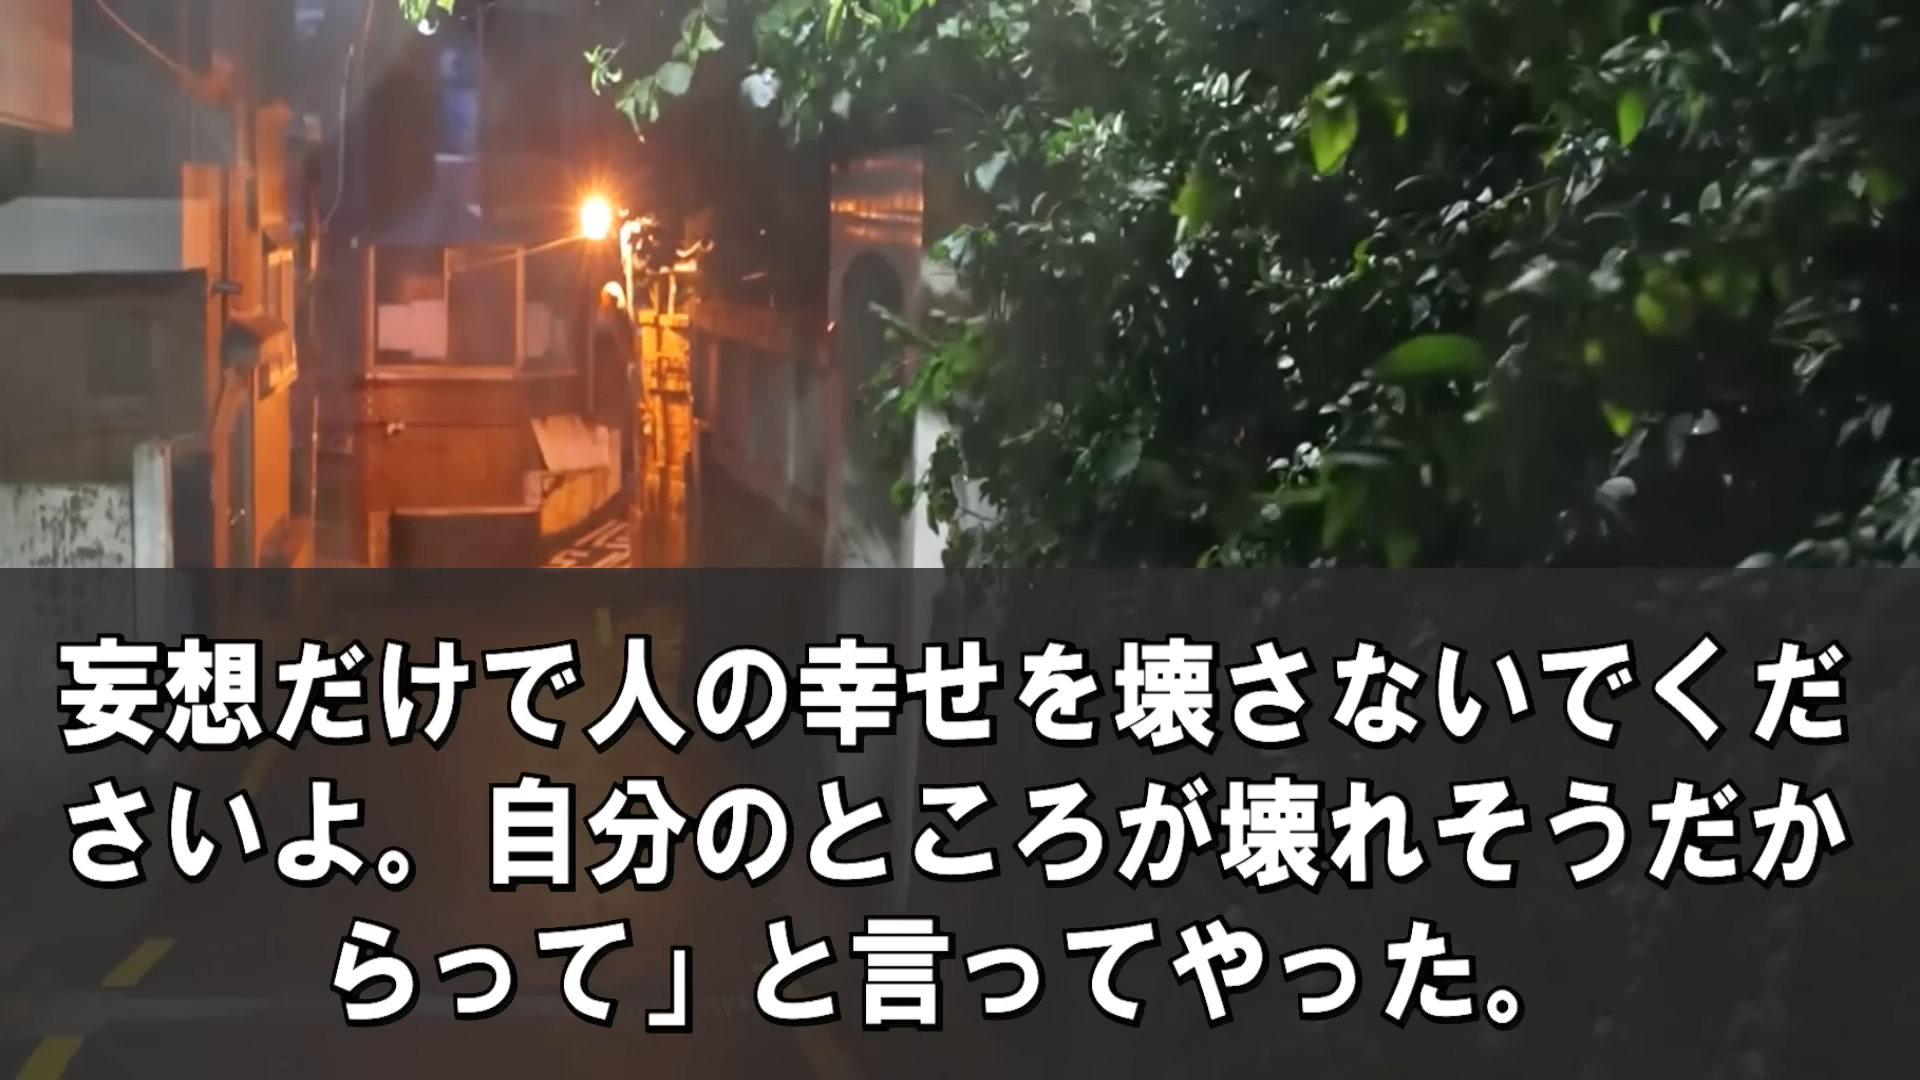 妄想だけで人の幸せを壊さないでくだ
さいよ。自分のところが壊れそうだか
らって」と言ってやった。